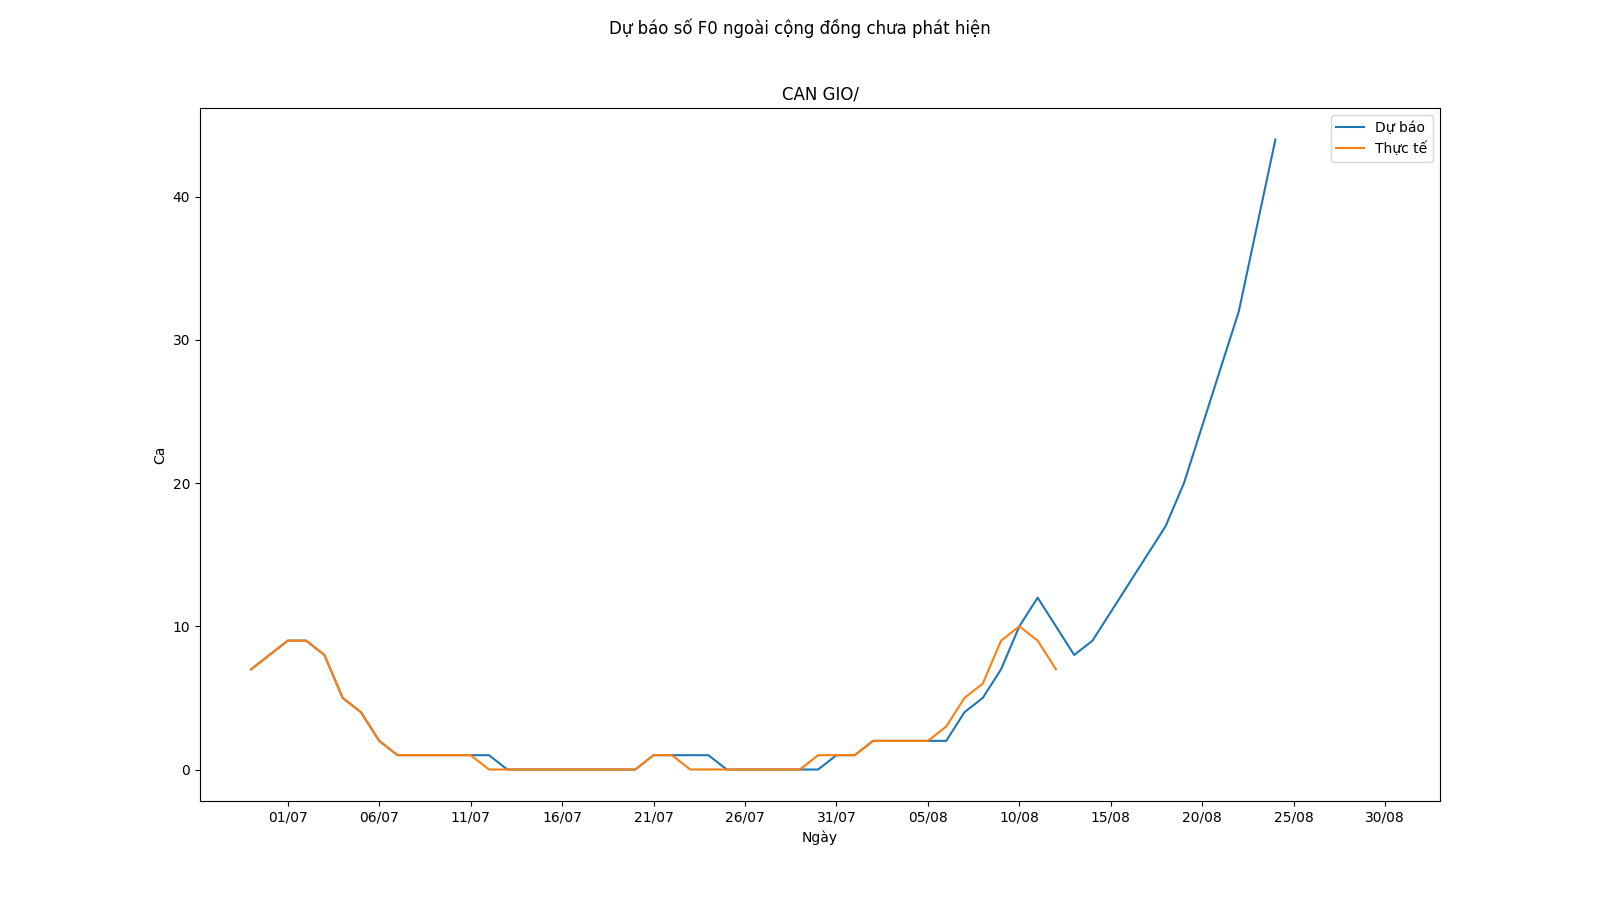 Dự báo số F0 ngoài cộng đồng chưa phát hiện
CAN GIO/
Dự báo
Thực tế
40
30
20
10
0
Ca
01/07 06/07 11/07 16/07 21/07 26/07 31/07 05/08 10/08 15/08 20/08 25/08 30/08
Ngày